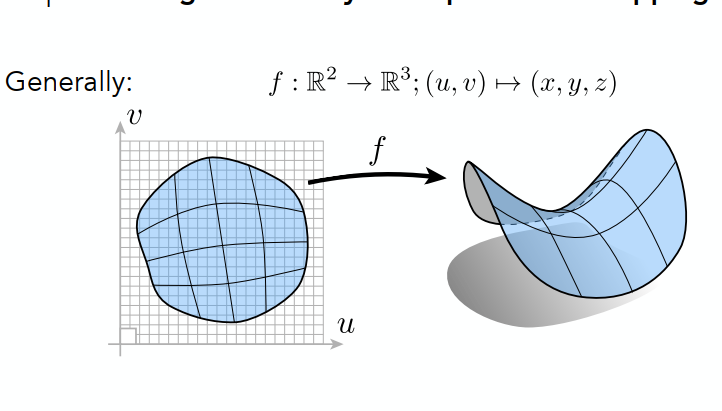 Generally: f : ℝ² → ℝ³; (u, v) ↦ (x, y, z)
v
f
u